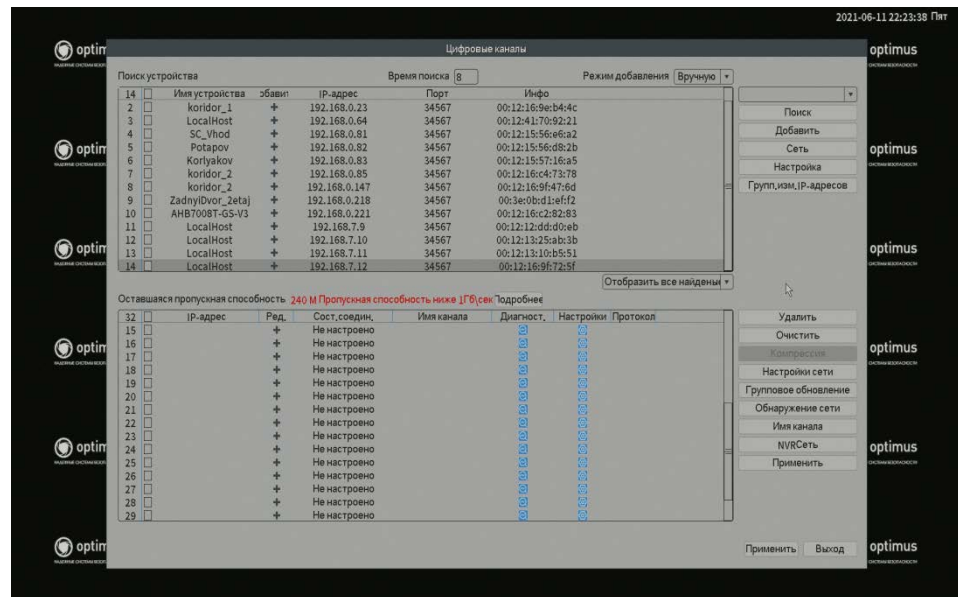 2021-06-11 22:23:38 Пят
optim
optimus
Цифровые каналы
Поиск устройства Время поиска 8 Режим добавления Вручную
14 Имя устройства обавит IP-адрес Порт Инфо
2 koridor_1 + 192.168.0.23 34567 00:12:16:9e:b4:4c
3 LocalHost + 192.168.0.64 34567 00:12:41:70:92:21
4 SC_Vhod + 192.168.0.81 34567 00:12:15:56:e6:a2
5 Potapov + 192.168.0.82 34567 00:12:15:56:d8:2b
6 Korlyakov + 192.168.0.83 34567 00:12:15:57:16:a5
7 koridor_2 + 192.168.0.85 34567 00:12:16:c4:73:78
8 koridor_2 + 192.168.0.147 34567 00:12:16:9f:47:6d
9 ZadnyiDvor_2etaj + 192.168.0.218 34567 00:3e:0b:d1:ef:f2
10 AHB7008T-GS-V3 + 192.168.0.221 34567 00:12:16:c2:82:83
11 LocalHost + 192.168.7.9 34567 00:12:12:dd:d0:eb
12 LocalHost + 192.168.7.10 34567 00:12:13:25:ab:3b
13 LocalHost + 192.168.7.11 34567 00:12:13:10:b5:51
14 LocalHost + 192.168.7.12 34567 00:12:16:9f:72:5f
Поиск
Добавить
Сеть
Настройка
Групп.изм.IP-адресов
Отобразить все найденны
Оставшаяся пропускная способность 240 M Пропускная способность ниже 1Гб\сек Подробнее
32 IP-адрес Ред. Сост.соедин. Имя канала Диагност. Настройки Протокол
15 + Не настроено
16 + Не настроено
17 + Не настроено
18 + Не настроено
19 + Не настроено
20 + Не настроено
21 + Не настроено
22 + Не настроено
23 + Не настроено
24 + Не настроено
25 + Не настроено
26 + Не настроено
27 + Не настроено
28 + Не настроено
29 + Не настроено
Удалить
Очистить
Компрессия
Настройки сети
Групповое обновление
Обнаружение сети
Имя канала
NVRСеть
Применить
Применить Выход
optim
optimus
optim
optimus
optim
optimus
optim
optimus
optim
optimus